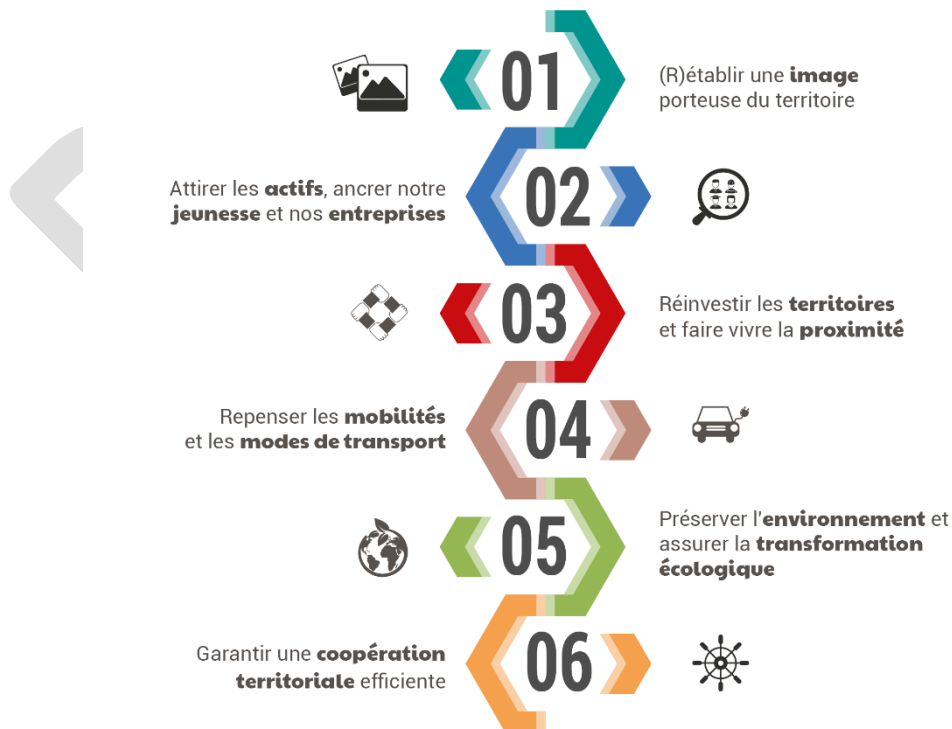 01
(R)établir une image
porteuse du territoire
Attirer les actifs, ancrer notre
jeunesse et nos entreprises
02
03
Réinvestir les territoires
et faire vivre la proximité
Repenser les mobilités
et les modes de transport
04
05
Préserver l'environnement et
assurer la transformation
écologique
Garantir une coopération
territoriale efficiente
06